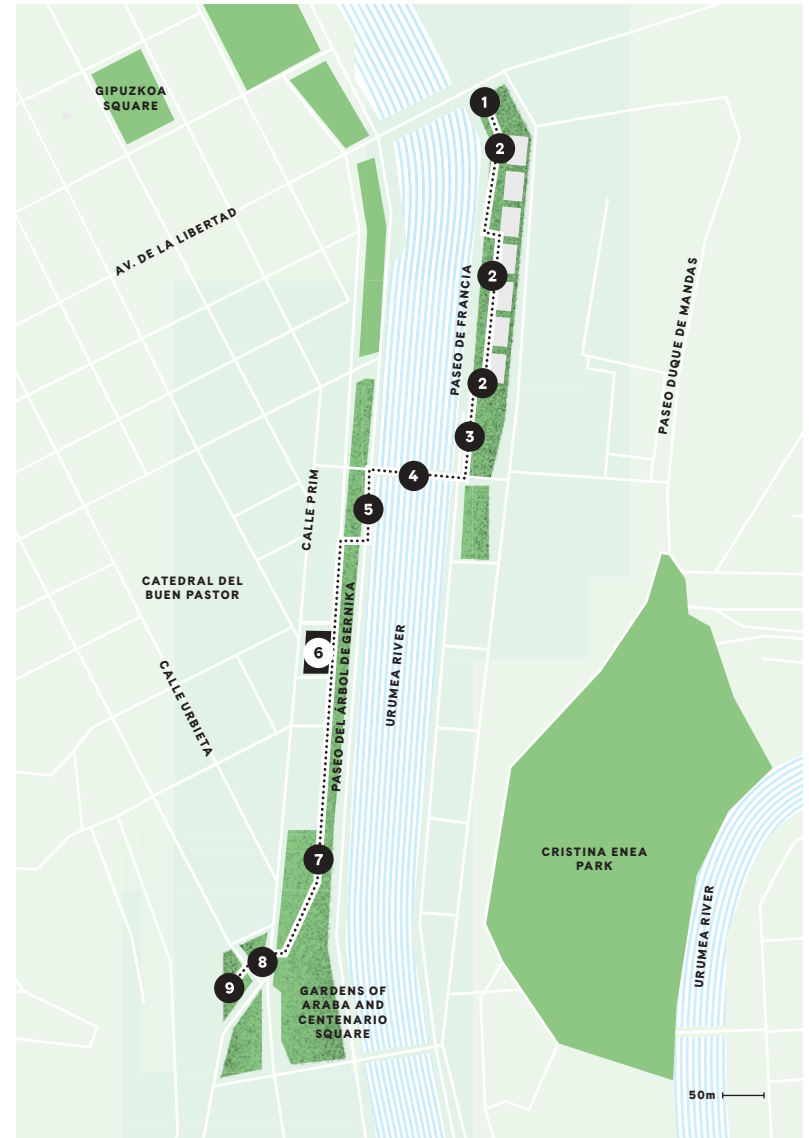 GIPUZKOA
SQUARE
1
2
AV. DE LA LIBERTAD
2
PASEO DE FRANCIA
PASEO DUQUE DE MANDAS
2
3
4
CALLE PRIM
5
CATEDRAL DEL
BUEN PASTOR
6
PASEO DEL ÁRBOL DE GERNIKA
URUMEA RIVER
CALLE URBIETA
7
CRISTINA ENEA
PARK
URUMEA RIVER
8
9
GARDENS OF
ARABA AND
CENTENARIO
SQUARE
50m